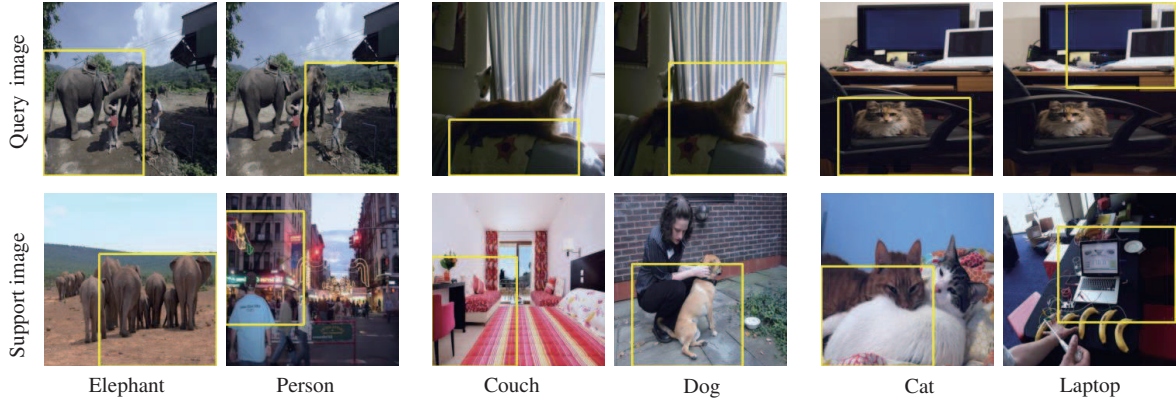 Query image
Support image
Elephant
Person
Couch
Dog
Cat
Laptop